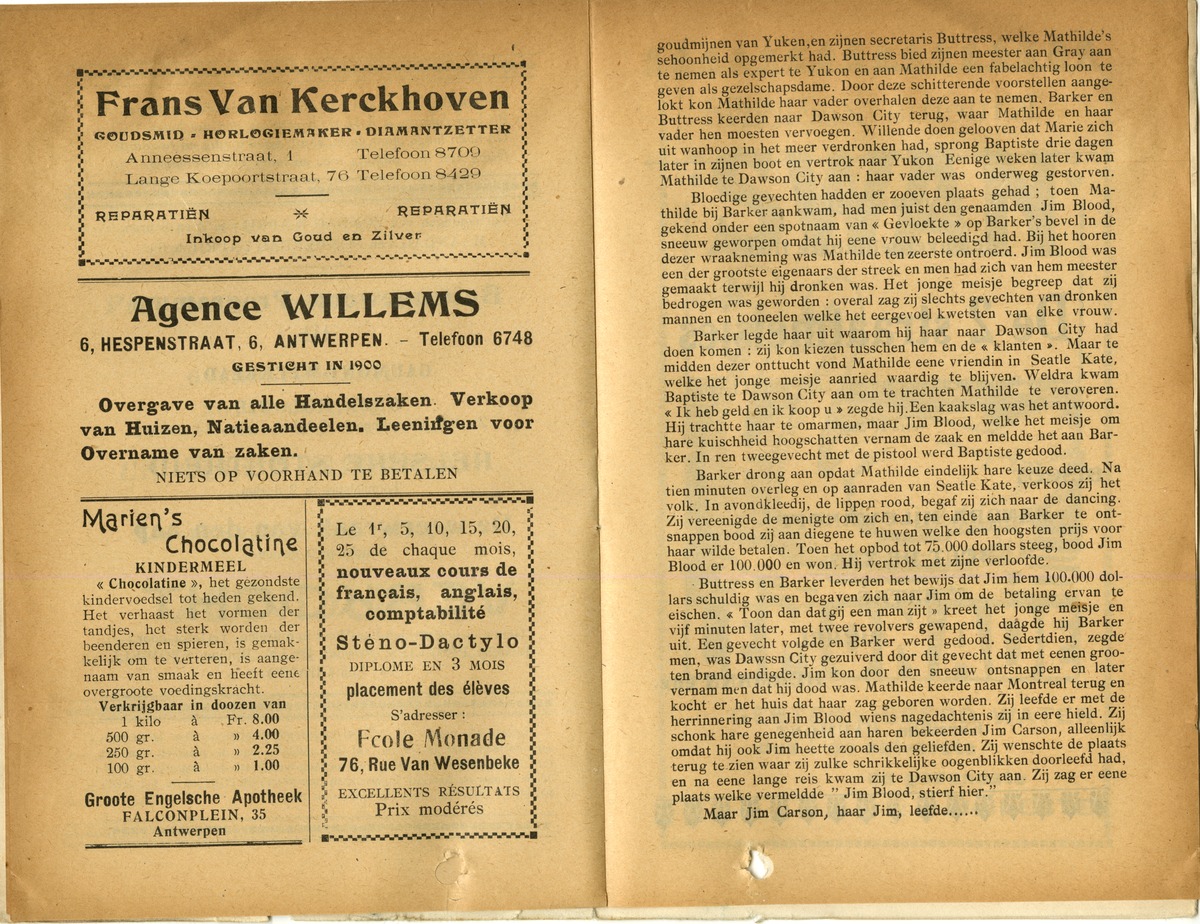 Frans Van Kerckhoven
GOUDSMID - HORLOGIEMAKER - DIAMANTZETTER
Anneessenstraat, 1 Telefoon 8709
Lange Koepoortstraat, 76 Telefoon 8429
REPARATIËN REPARATIËN
Inkoop van Goud en Zilver
Agence WILLEMS
6, HESPENSTRAAT, 6, ANTWERPEN. - Telefoon 6748
GESTICHT IN 1900
Overgave van alle Handelszaken. Verkoop
van Huizen, Natieaandeelen. Leeningen voor
Overname van zaken.
NIETS OP VOORHAND TE BETALEN
Marien's
Chocolatine
KINDERMEEL
« Chocolatine », het gezondste
kindervoedsel tot heden gekend.
Het verhaast het vormen der
tandjes, het sterk worden der
beenderen en spieren, is gemak-
kelijk om te verteren, is aange-
naam van smaak en heeft eene
overgroote voedingskracht.
Verkrijgbaar in doozen van
1 kilo à Fr. 8.00
500 gr. à » 4.00
250 gr. à » 2.25
100 gr. à » 1.00
Groote Engelsche Apotheek
FALCONPLEIN, 35
Antwerpen
Le 1r, 5, 10, 15, 20,
25 de chaque mois,
nouveaux cours de
français, anglais,
comptabilité
Sténo-Dactylo
DIPLOME EN 3 MOIS
placement des élèves
S'adresser :
Ecole Monade
76, Rue Van Wesenbeke
EXCELLENTS RÉSULTATS
Prix modérés
goudmijnen van Yuken,en zijnen secretaris Buttress, welke Mathilde's
sehoonheid opgemerkt had. Buttress bied zijnen meester aan Gray aan
te nemen als expert te Yukon en aan Mathilde een fabelachtig loon te
geven als gezelschapsdame. Door deze schitterende voorstellen aange-
lokt kon Mathilde haar vader overhalen deze aan te nemen. Barker en
Buttress keerden naar Dawson City terug, waar Mathilde en haar
vader hen moesten vervoegen. Willende doen gelooven dat Marie zich
uit wanhoop in het meer verdronken had, sprong Baptiste drie dagen
later in zijnen boot en vertrok naar Yukon Eenige weken later kwam
Mathilde te Dawson City aan : haar vader was onderweg gestorven.
Bloedige gevechten hadden er zooeven plaats gehad ; toen Ma-
thilde bij Barker aankwam, had men juist den genaamden Jim Blood,
gekend onder een spotnaam van « Gevloekte » op Barker's bevel in de
sneeuw geworpen omdat hij eene vrouw beleedigd had. Bij het hooren
dezer wraakneming was Mathilde ten zeerste ontroerd. Jim Blood was
een der grootste eigenaars der streek en men had zich van hem meester
gemaakt terwijl hij dronken was. Het jonge meisje begreep dat zij
bedrogen was geworden : overal zag zij slechts gevechten van dronken
mannen en tooneelen welke het eergevoel kwetsten van elke vrouw.
Barker legde haar uit waarom hij haar naar Dawson City had
doen komen : zij kon kiezen tusschen hem en de « klanten ». Maar te
midden dezer onttucht vond Mathilde eene vriendin in Seatle Kate,
welke het jonge meisje aanried waardig te blijven. Weldra kwam
Baptiste te Dawson City aan om te trachten Mathilde te veroveren.
« Ik heb geld en ik koop u » zegde hij. Een kaakslag was het antwoord.
Hij trachtte haar te omarmen, maar Jim Blood, welke het meisje om
hare kuischheid hoogschatten vernam de zaak en meldde het aan Bar-
ker. In ren tweegevecht met de pistool werd Baptiste gedood.
Barker drong aan opdat Mathilde eindelijk hare keuze deed. Na
tien minuten overleg en op aanraden van Seatle Kate, verkoos zij het
volk. In avondkleedij, de lippen rood, begaf zij zich naar de dancing.
Zij vereenigde de menigte om zich en, ten einde aan Barker te ont-
snappen bood zij aan diegene te huwen welke den hoogsten prijs voor
haar wilde betalen. Toen het opbod tot 75.000 dollars steeg, bood Jim
Blood er 100.000 en won. Hij vertrok met zijne verloofde.
Buttress en Barker leverden het bewijs dat Jim hem 100.000 dol-
lars schuldig was en begaven zich naar Jim om de betaling ervan te
eischen. « Toon dan dat gij een man zijt » kreet het jonge meisje en
vijf minuten later, met twee revolvers gewapend, daagde hij Barker
uit. Een gevecht volgde en Barker werd gedood. Sedertdien, zegde
men, was Dawssn City gezuiverd door dit gevecht dat met eenen groo-
ten brand eindigde. Jim kon door den sneeuw ontsnappen en later
vernam men dat hij dood was. Mathilde keerde naar Montreal terug en
kocht er het huis dat haar zag geboren worden. Zij leefde er met de
herrinnering aan Jim Blood wiens nagedachtenis zij in eere hield. Zij
schonk hare genegenheid aan haren bekeerden Jim Carson, alleenlijk
omdat hij ook Jim heette zooals den geliefden. Zij wenschte de plaats
terug te zien waar zij zulke schrikkelijke oogenblikken doorleefd had,
en na eene lange reis kwam zij te Dawson City aan. Zij zag er eene
plaats welke vermeldde " Jim Blood, stierf hier."
Maar Jim Carson, haar Jim, leefde......